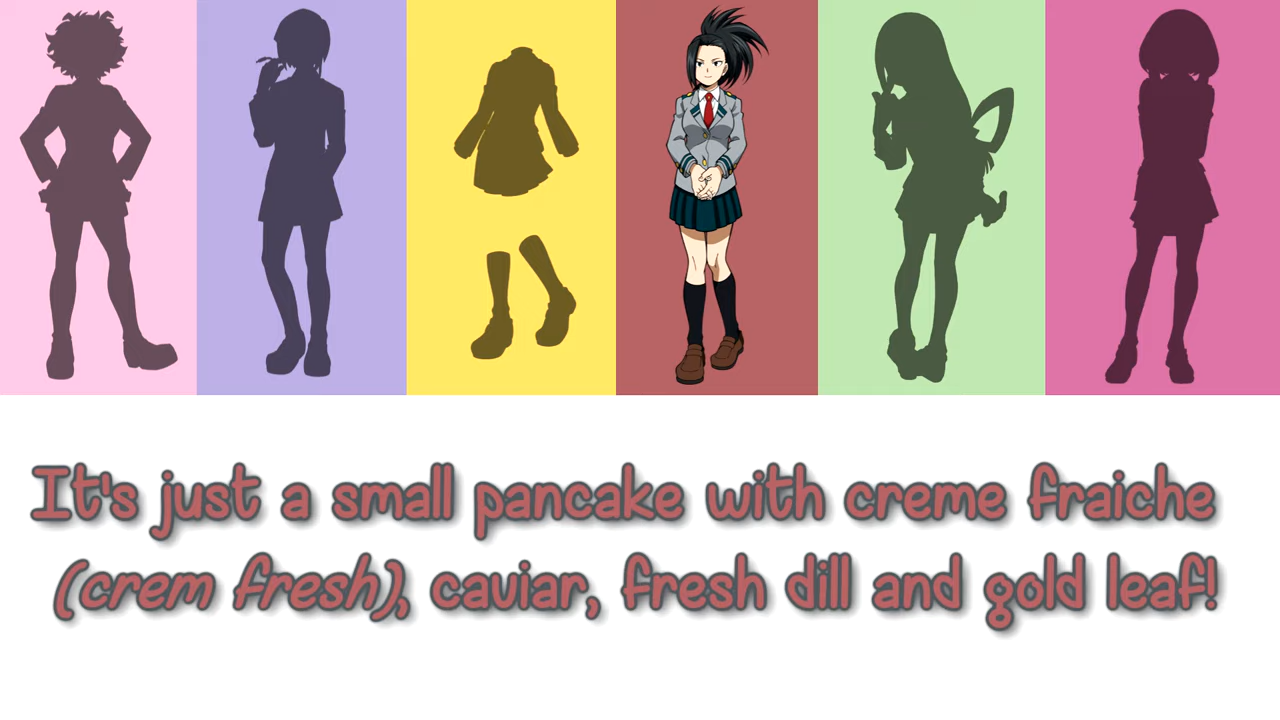 It's just a small pancake with creme fraiche
(crem fresh), caviar, fresh dill and gold leaf!